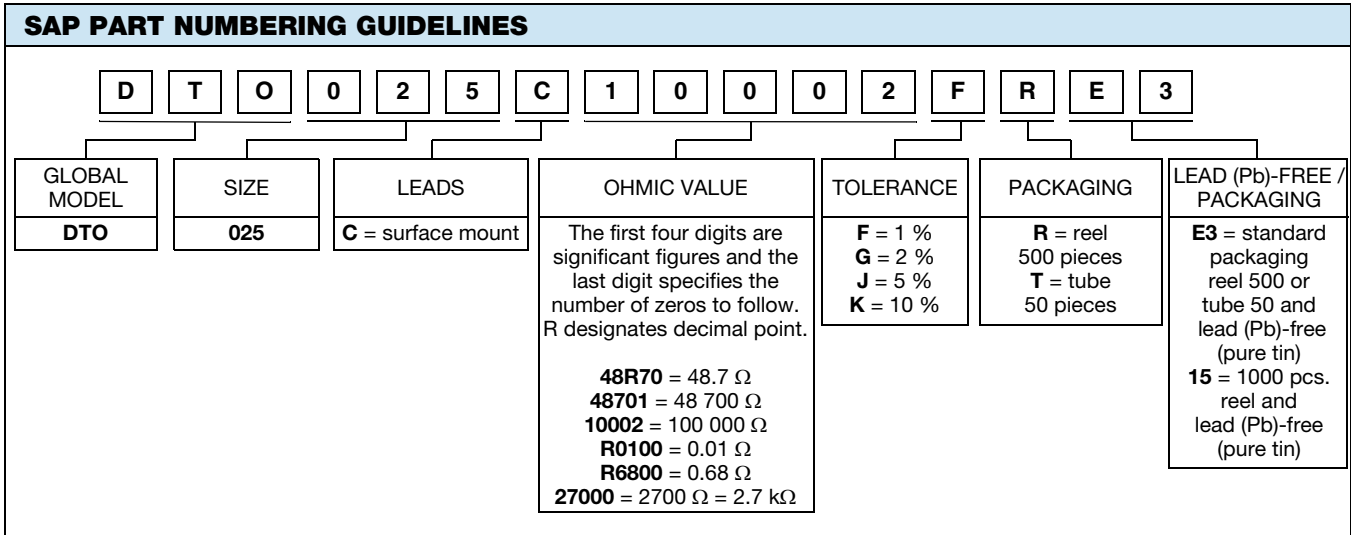 SAP PART NUMBERING GUIDELINES
D T O 0 2 5 C 1 0 0 0 2 F R E 3
GLOBAL
MODEL
DTO
SIZE
025
LEADS
C = surface mount
OHMIC VALUE
The first four digits are
significant figures and the
last digit specifies the
number of zeros to follow.
R designates decimal point.
48R70 = 48.7 Ω
48701 = 48 700 Ω
10002 = 100 000 Ω
R0100 = 0.01 Ω
R6800 = 0.68 Ω
27000 = 2700 Ω = 2.7 kΩ
TOLERANCE
F = 1 %
G = 2 %
J = 5 %
K = 10 %
PACKAGING
R = reel
500 pieces
T = tube
50 pieces
LEAD (Pb)-FREE /
PACKAGING
E3 = standard
packaging
reel 500 or
tube 50 and
lead (Pb)-free
(pure tin)
15 = 1000 pcs.
reel and
lead (Pb)-free
(pure tin)